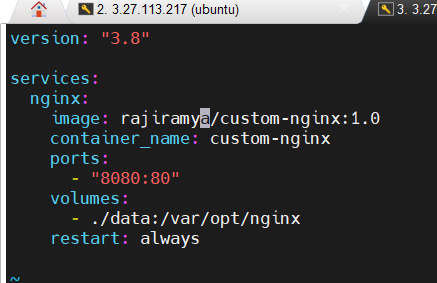 2. 3.27.113.217 (ubuntu)
3. 3.27
version: "3.8"
services:
  nginx:
    image: rajiramya/custom-nginx:1.0
    container_name: custom-nginx
    ports:
      - "8080:80"
    volumes:
      - ./data:/var/opt/nginx
    restart: always
~